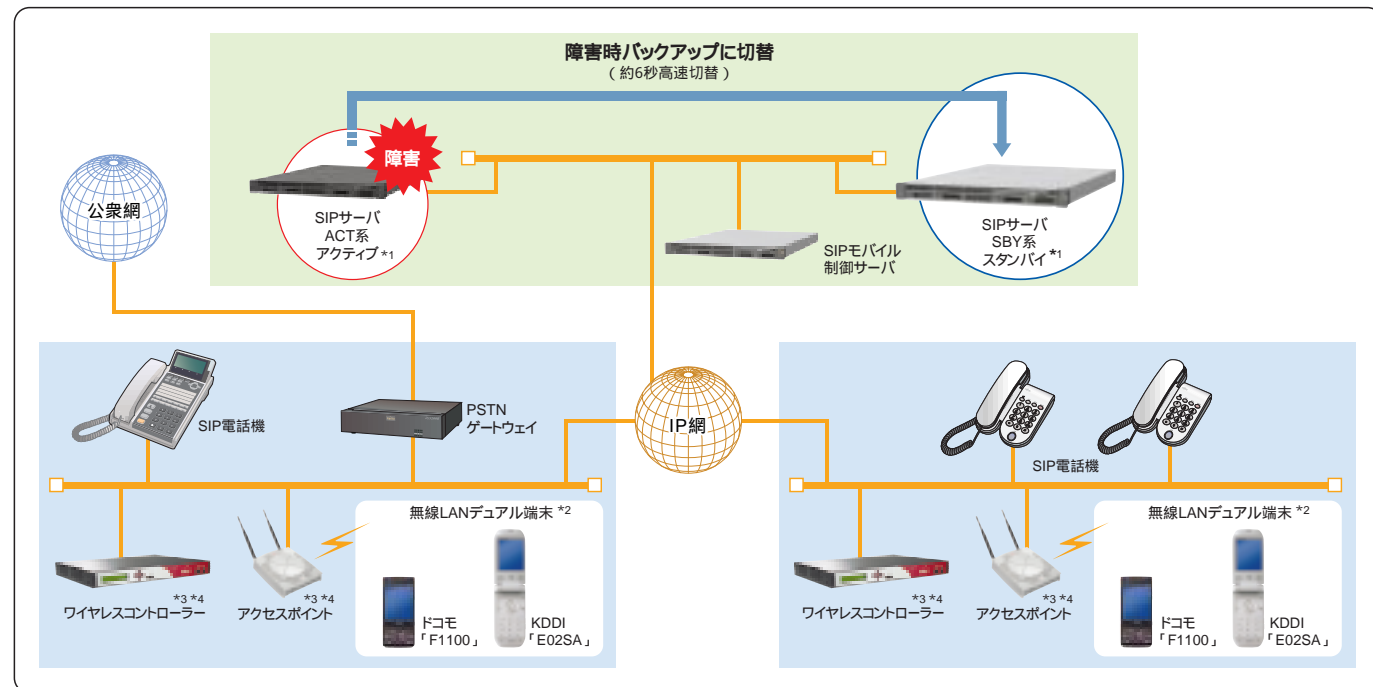 障害時バックアップに切替
（約6秒高速切替）
障害
公衆網
SIPサーバ
ACT系
アクティブ *1
SIPモバイル
制御サーバ
SIPサーバ
SBY系
スタンバイ *1
SIP電話機
PSTN
ゲートウェイ
IP網
SIP電話機
無線LANデュアル端末 *2
*3 *4
ワイヤレスコントローラー
*3 *4
アクセスポイント
ドコモ
「F1100」
KDDI
「E02SA」
無線LANデュアル端末 *2
*3 *4
ワイヤレスコントローラー
*3 *4
アクセスポイント
ドコモ
「F1100」
KDDI
「E02SA」